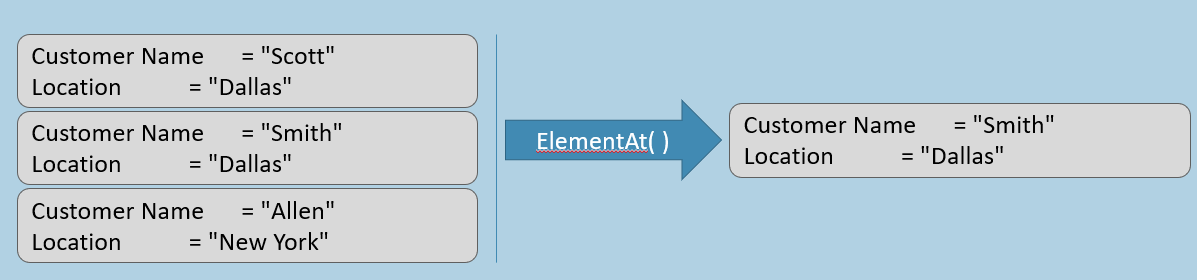 Customer Name = "Scott"
Location = "Dallas"
Customer Name = "Smith"
Location = "Dallas"
Customer Name = "Allen"
Location = "New York"
ElementAt( )
Customer Name = "Smith"
Location = "Dallas"